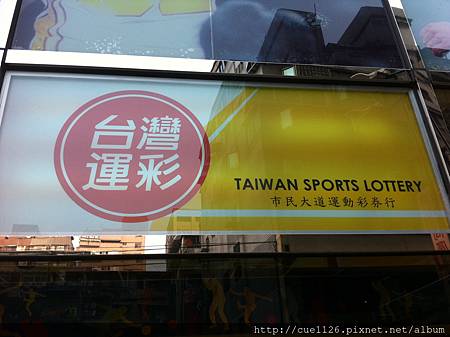 台灣
運彩
TAIWAN SPORTS LOTTERY
市民大道運動彩券行
http://cue1126.pixnet.net/album